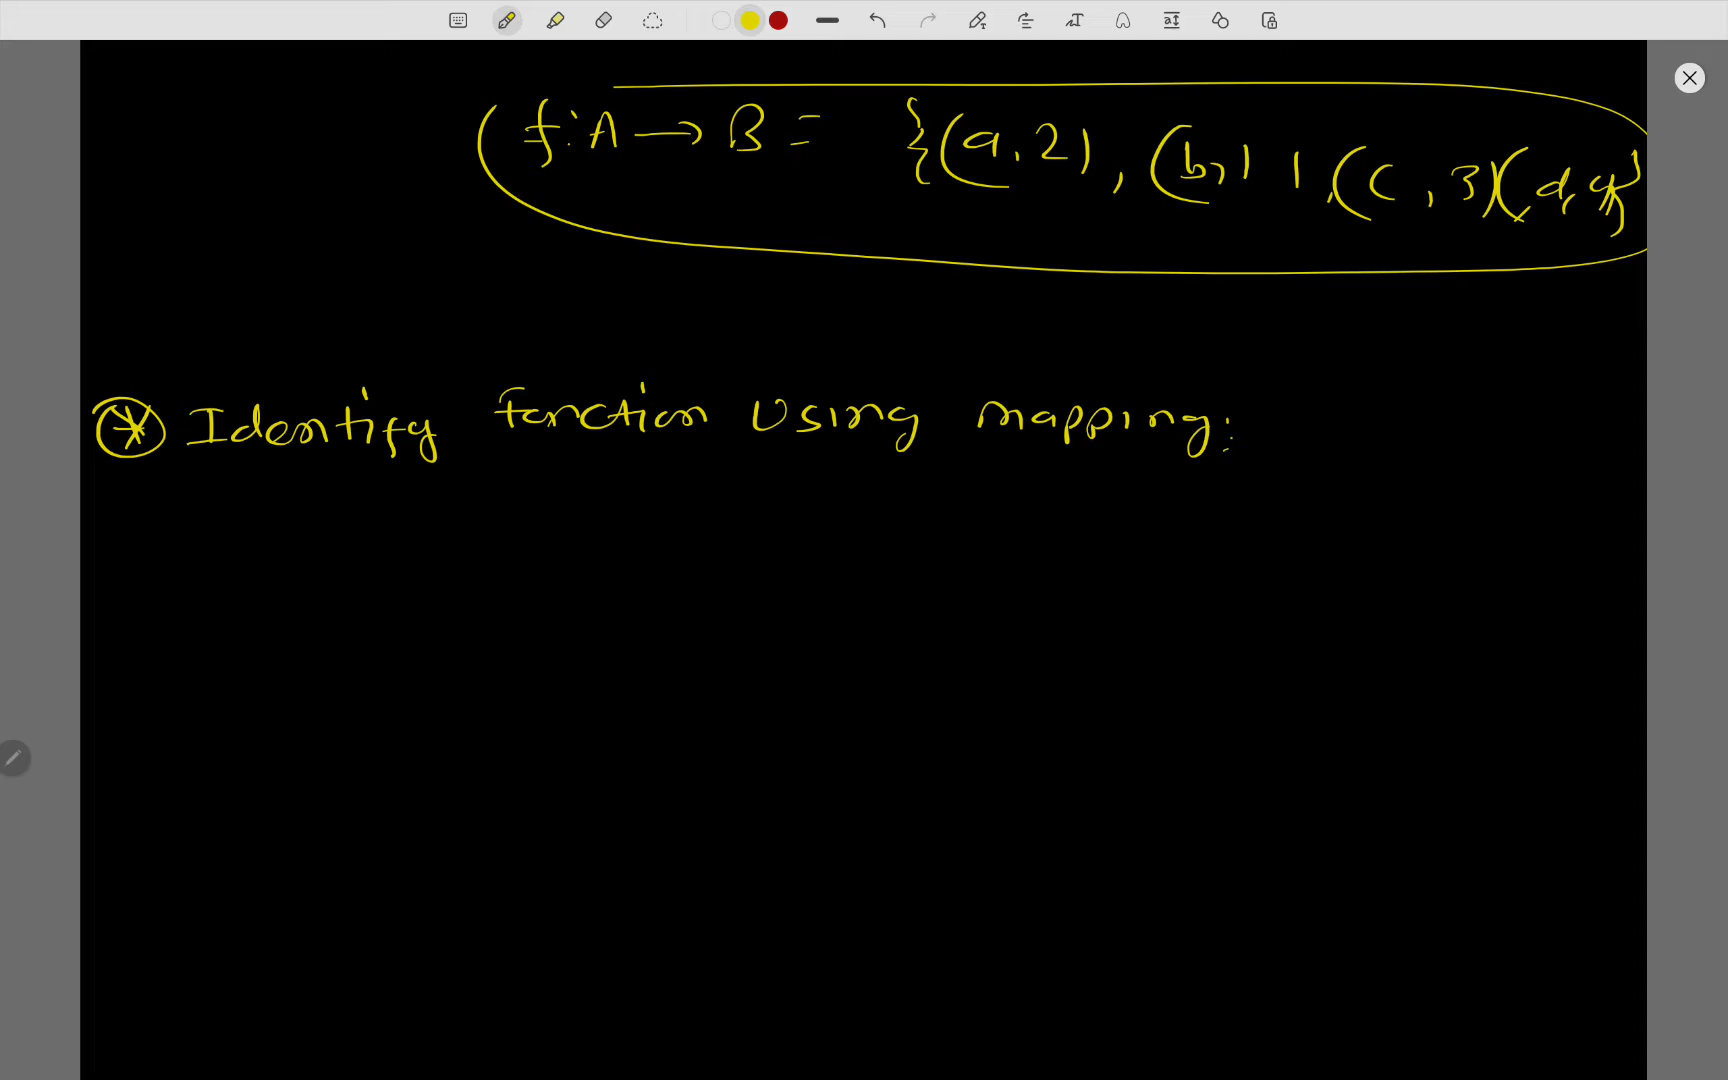 f: A → B = {(a, 2), (b, 1), (c, 3)(d, 4)}
* Identify function Using mapping: